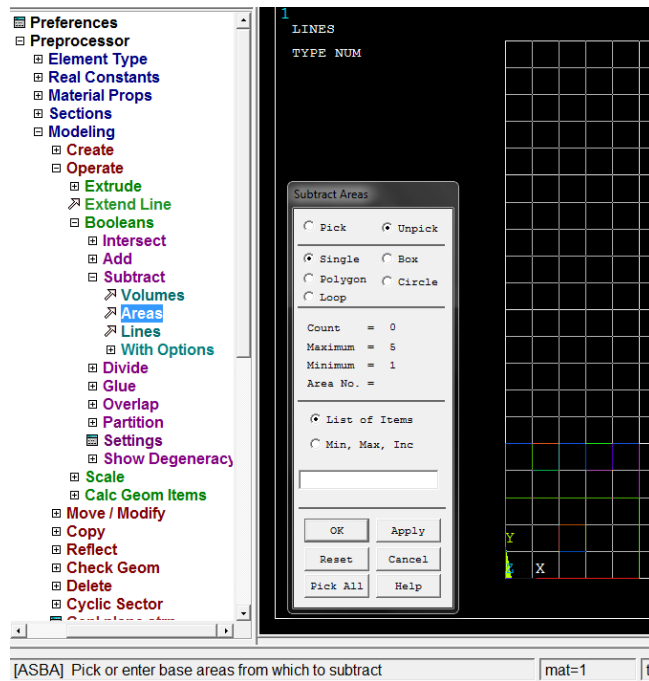 Preferences
Preprocessor
Element Type
Real Constants
Material Props
Sections
Modeling
Create
Operate
Extrude
Extend Line
Booleans
Intersect
Add
Subtract
Volumes
Areas
Lines
With Options
Divide
Glue
Overlap
Partition
Settings
Show Degeneracy
Scale
Calc Geom Items
Move / Modify
Copy
Reflect
Check Geom
Delete
Cyclic Sector
1
LINES
TYPE NUM
Subtract Areas
Pick Unpick
Single Box
Polygon Circle
Loop
Count = 0
Maximum = 5
Minimum = 1
Area No. =
List of Items
Min, Max, Inc
OK Apply
Reset Cancel
Pick All Help
Y
Z X
[ASBA] Pick or enter base areas from which to subtract
mat=1